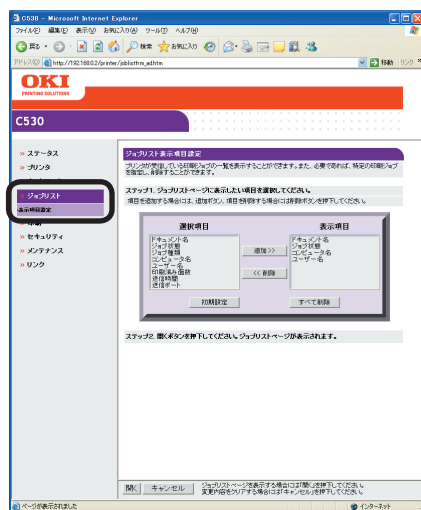 C530 - Microsoft Internet Explorer
ファイル(F) 編集(E) 表示(V) お気に入り(A) ツール(T) ヘルプ(H)
戻る 検索 お気に入り
アドレス(D) http://192.168.0.2/printer/joblistfrm_ad.htm 移動 リンク
OKI
PRINTING SOLUTIONS
C530
» ステータス
» プリンタ
» ジョブリスト
表示項目設定
» セキュリティ
» メンテナンス
» リンク
ジョブリスト表示項目設定
プリンタが受信している印刷ジョブの一覧を表示することができます。また、必要であれば、特定の印刷ジョブ
を指定し、削除することができます。
ステップ1. ジョブリストページに表示したい項目を選択してください。
項目を追加する場合には、追加ボタン、項目を削除する場合には削除ボタンを押下してください。
選択項目 表示項目
ドキュメント名
ジョブ状態
ジョブ種類
コンピュータ名
ユーザー名
印刷済み面数
送信時間
送信ポート
追加 >>
<< 削除
ドキュメント名
ジョブ状態
コンピュータ名
ユーザー名
初期設定 すべて削除
ステップ2. 開くボタンを押下してください。ジョブリストページが表示されます。
開く キャンセル
ジョブリストページを表示する場合には「開く」を押下してください。
変更内容をクリアする場合には「キャンセル」を押下してください。
ページが表示されました インターネット